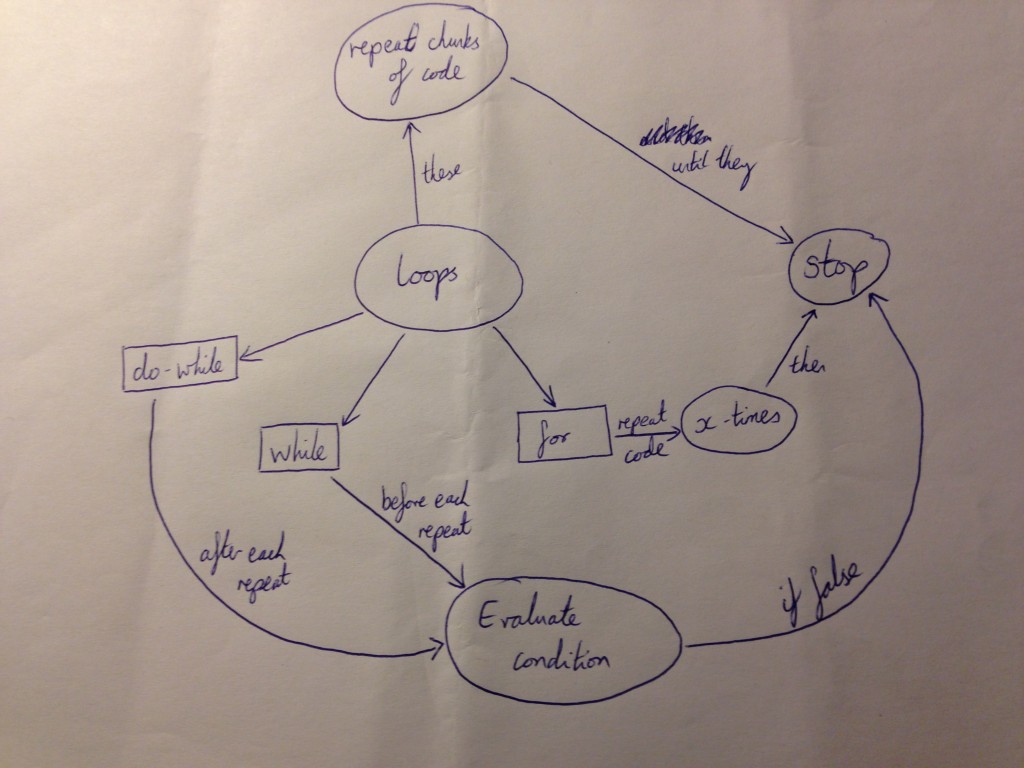 repeat chunks
of code
until they
these
loops
stop
do-while
then
while
for
repeat
code
x-times
before each
repeat
after each
repeat
if false
Evaluate
condition